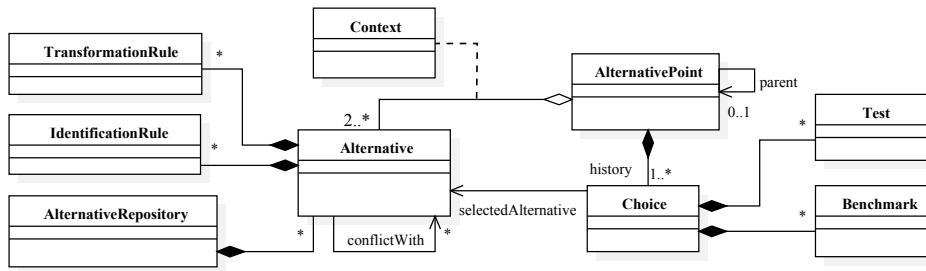 Context
TransformationRule
*
AlternativePoint
parent
0..1
Test
*
IdentificationRule
*
2..*
Alternative
history
1..*
AlternativeRepository
*
conflictWith
*
selectedAlternative
Choice
*
Benchmark